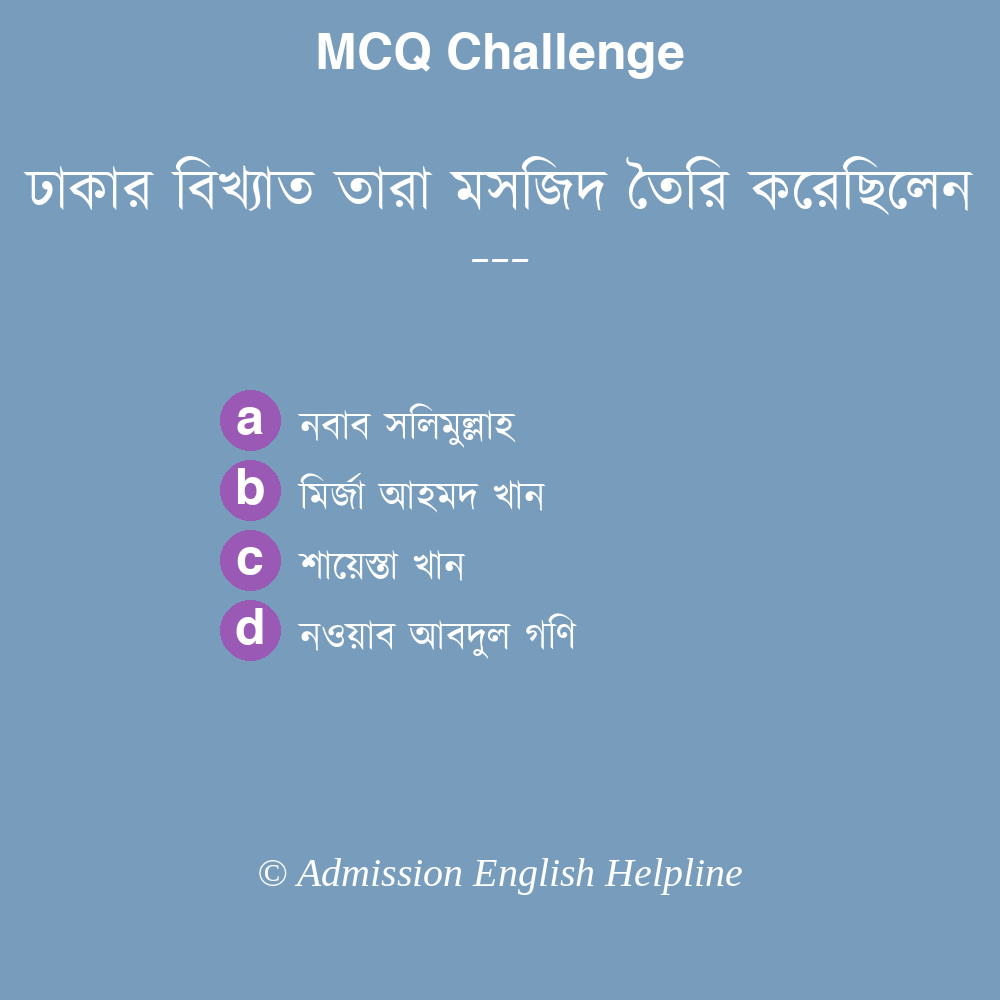 MCQ Challenge
ঢাকার বিখ্যাত তারা মসজিদ তৈরি করেছিলেন
---
a নবাব সলিমুল্লাহ
b মির্জা আহমদ খান
c শায়েস্তা খান
d নওয়াব আবদুল গণি
© Admission English Helpline